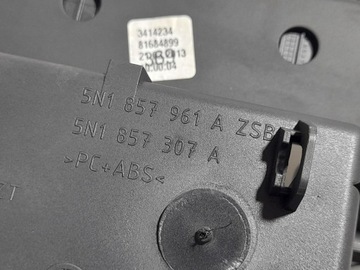 3414234
81684899
5N1 857 961 A ZSB
5N1 857 307 A
>PC+ABS<